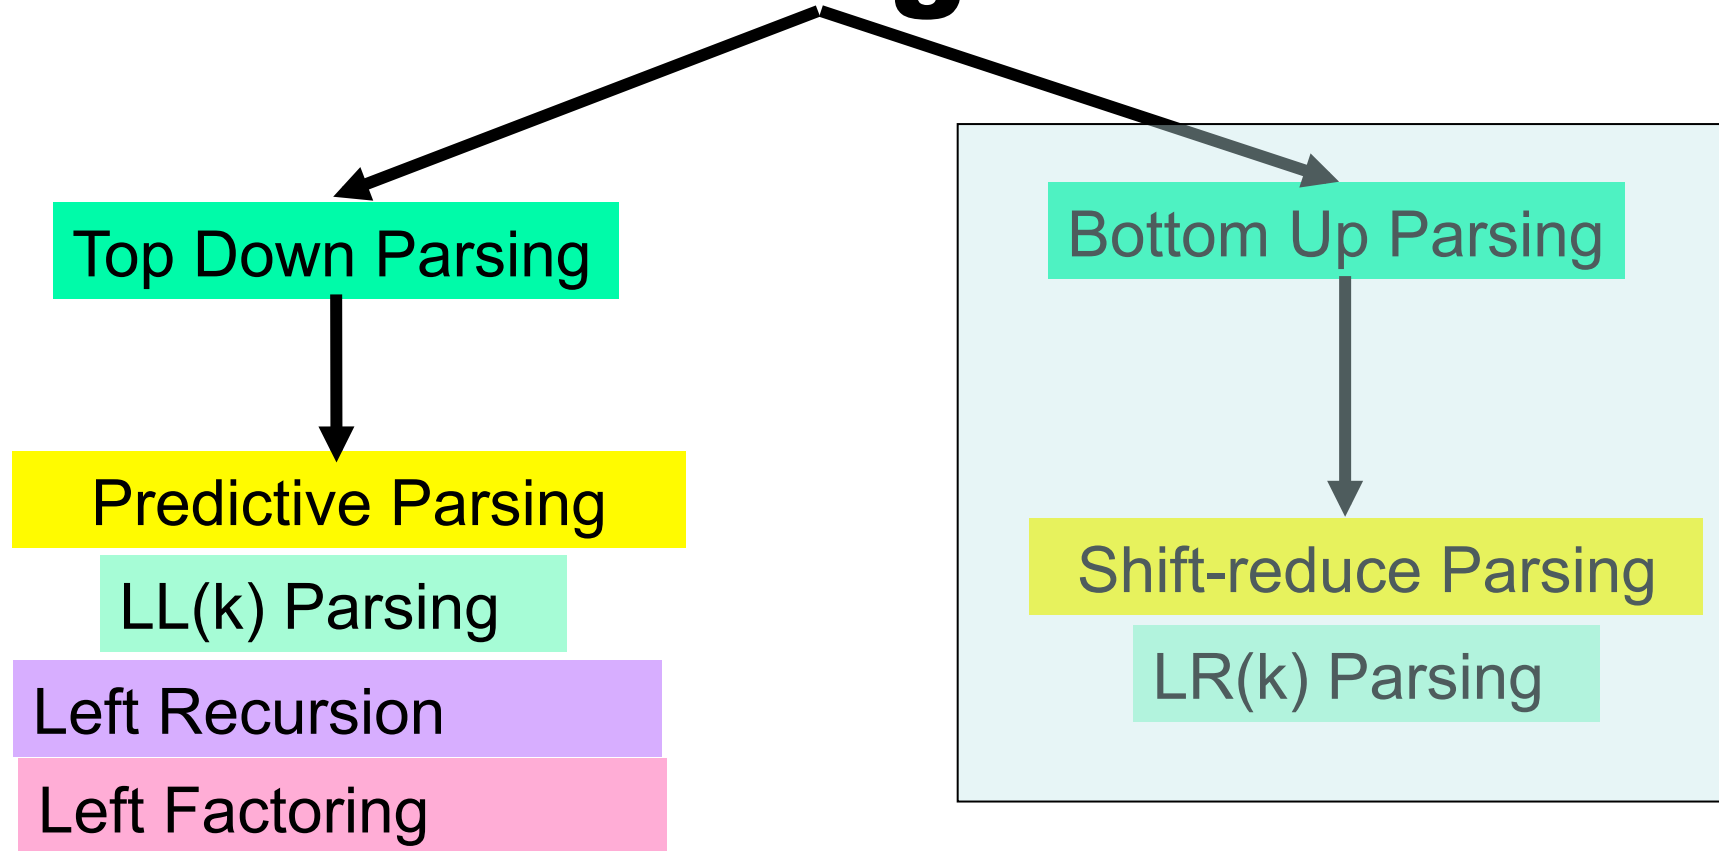 Top Down Parsing
Predictive Parsing
LL(k) Parsing
Left Recursion
Left Factoring
Bottom Up Parsing
Shift-reduce Parsing
LR(k) Parsing